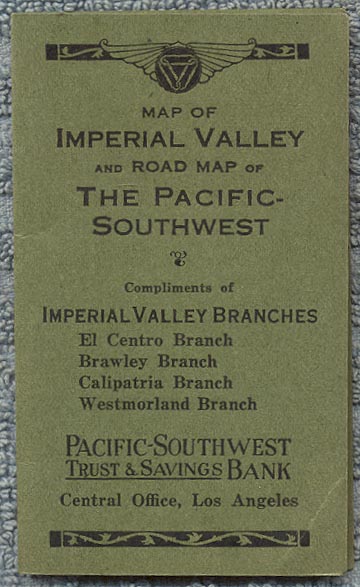 MAP OF
IMPERIAL VALLEY
AND ROAD MAP OF
THE PACIFIC-
SOUTHWEST
Compliments of
IMPERIAL VALLEY BRANCHES
El Centro Branch
Brawley Branch
Calipatria Branch
Westmorland Branch
PACIFIC-SOUTHWEST
TRUST & SAVINGS BANK
Central Office, Los Angeles